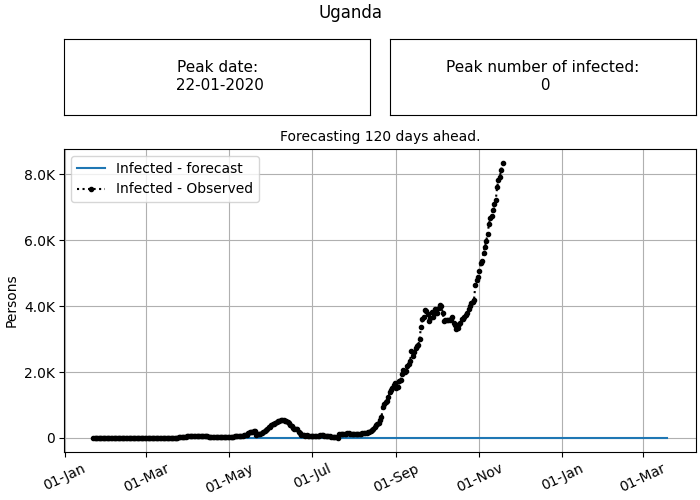 Uganda
Peak date:
22-01-2020
Peak number of infected:
0
Forecasting 120 days ahead.
Infected - forecast
Infected - Observed
8.0K
6.0K
4.0K
2.0K
0
Persons
01-Jan
01-Mar
01-May
01-Jul
01-Sep
01-Nov
01-Jan
01-Mar